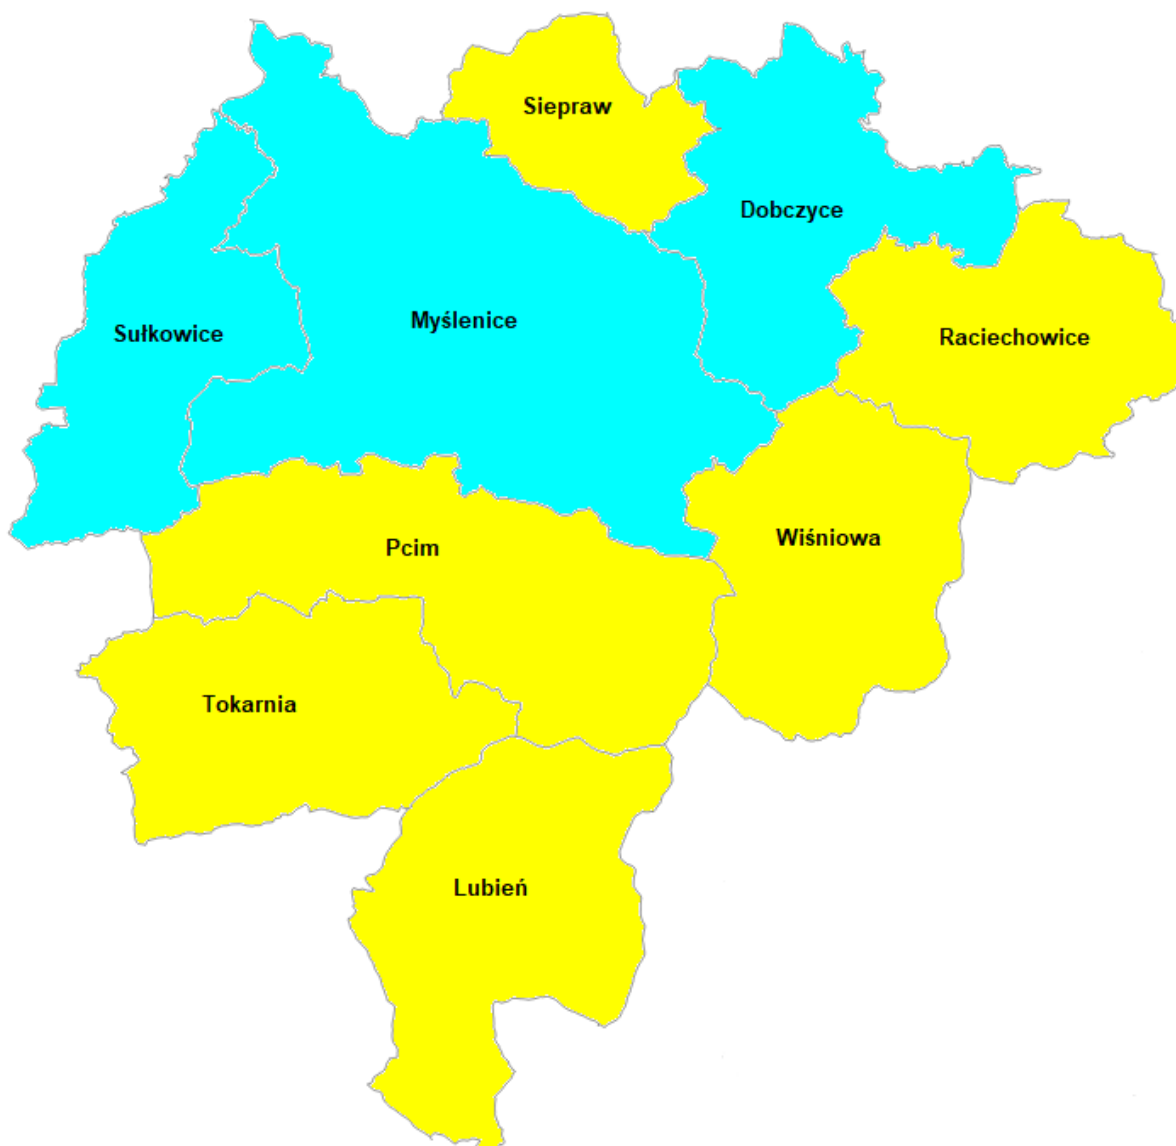 Siepraw
Dobczyce
Myślenice
Sułkowice
Raciechowice
Wiśniowa
Pcim
Tokarnia
Lubień